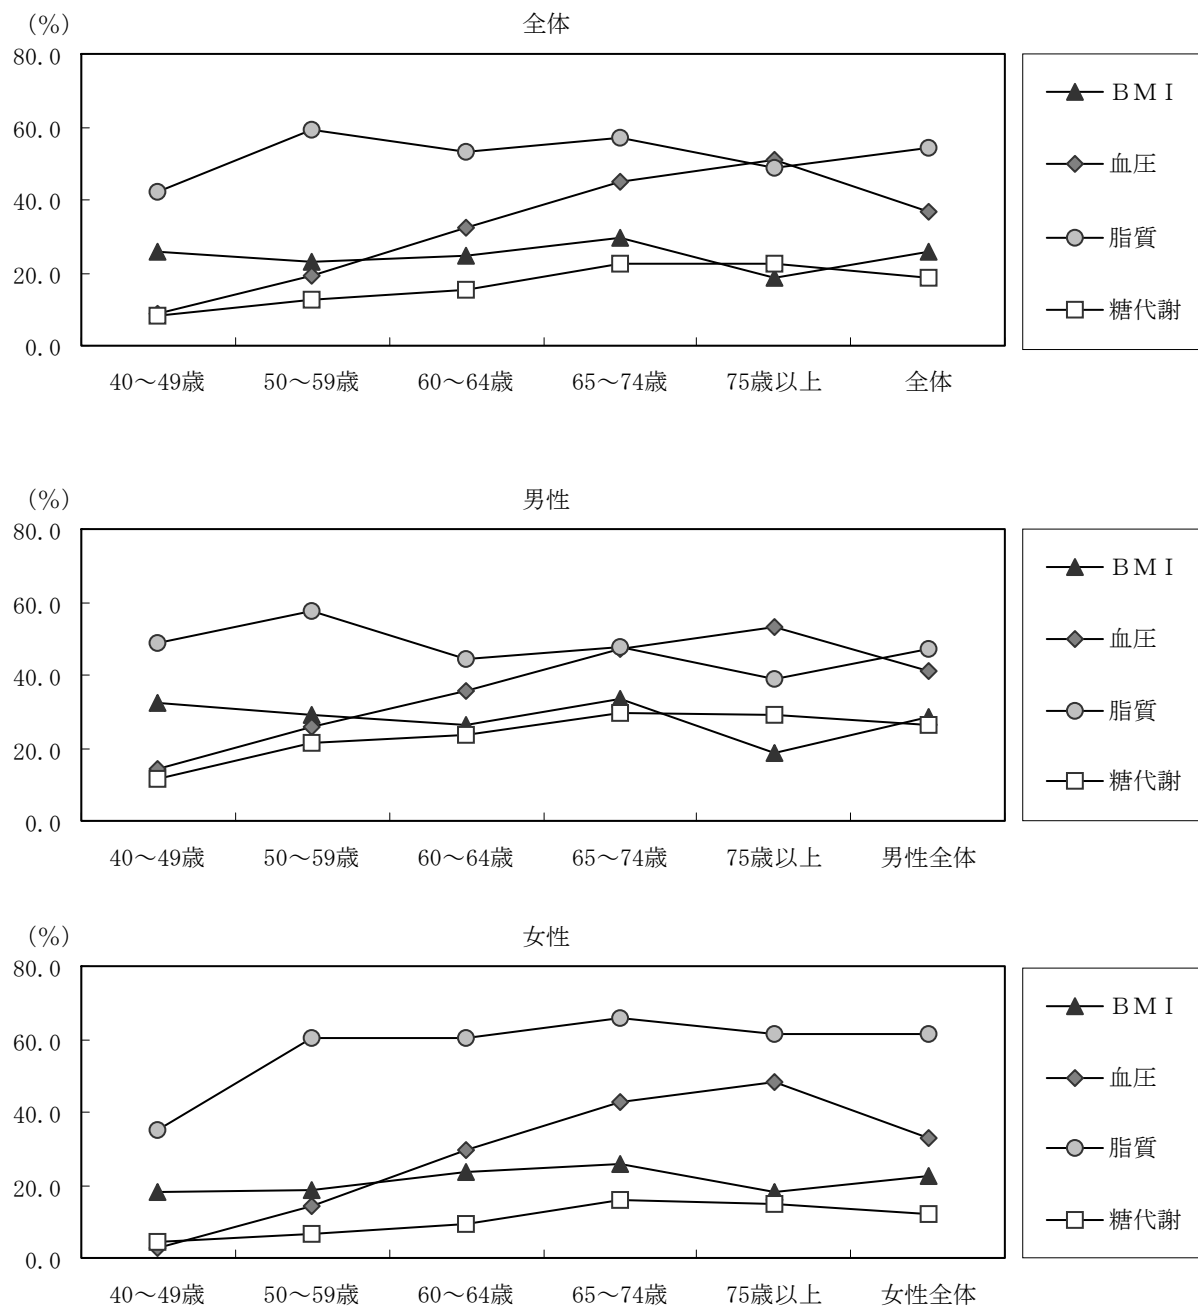 (%)
全体
80.0
60.0
40.0
20.0
0.0
40～49歳 50～59歳 60～64歳 65～74歳 75歳以上 全体
ＢＭＩ
血圧
脂質
糖代謝
(%)
男性
80.0
60.0
40.0
20.0
0.0
40～49歳 50～59歳 60～64歳 65～74歳 75歳以上 男性全体
ＢＭＩ
血圧
脂質
糖代謝
(%)
女性
80.0
60.0
40.0
20.0
0.0
40～49歳 50～59歳 60～64歳 65～74歳 75歳以上 女性全体
ＢＭＩ
血圧
脂質
糖代謝